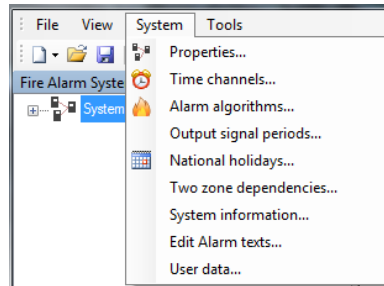 File View System Tools
Properties...
Fire Alarm Syste
Time channels...
System
Alarm algorithms...
Output signal periods...
National holidays...
Two zone dependencies...
System information...
Edit Alarm texts...
User data...